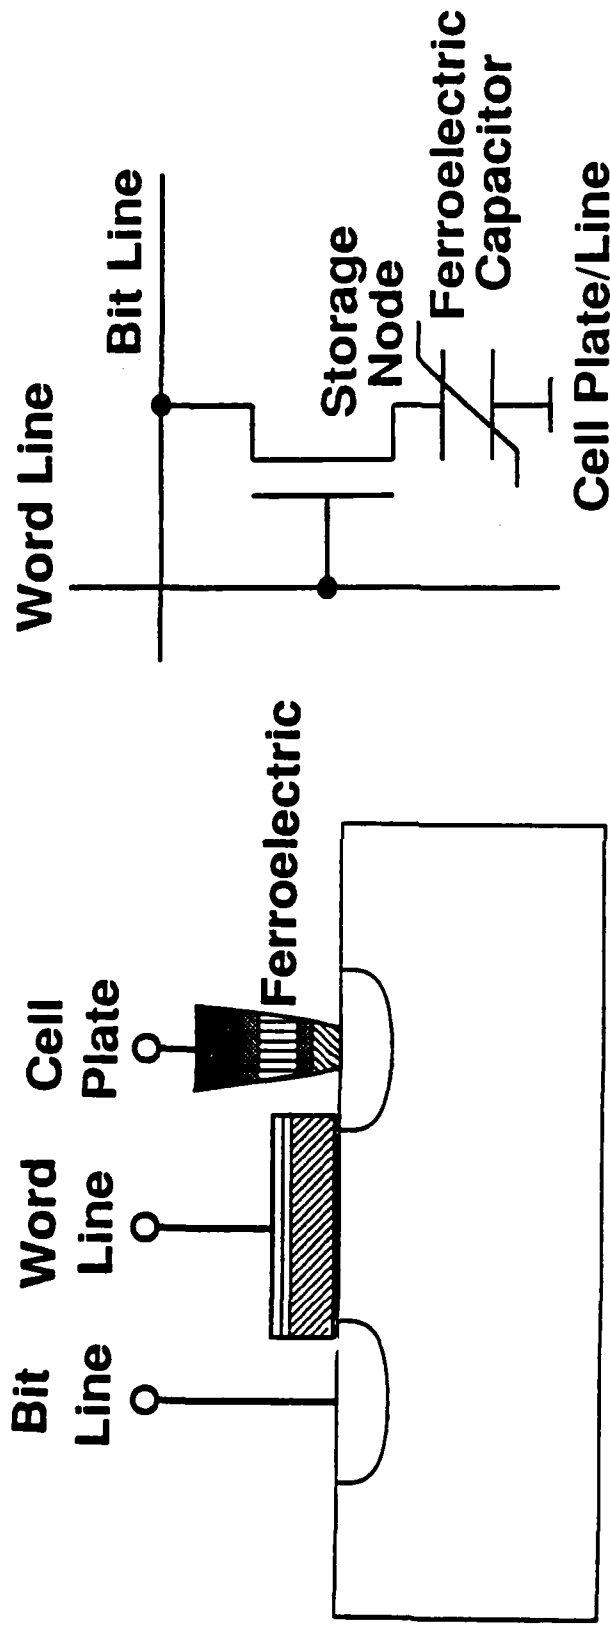 Bit
Line
Word
Line
Cell
Plate
Ferroelectric
Word Line
Bit Line
Storage
Node
Ferroelectric
Capacitor
Cell Plate/Line